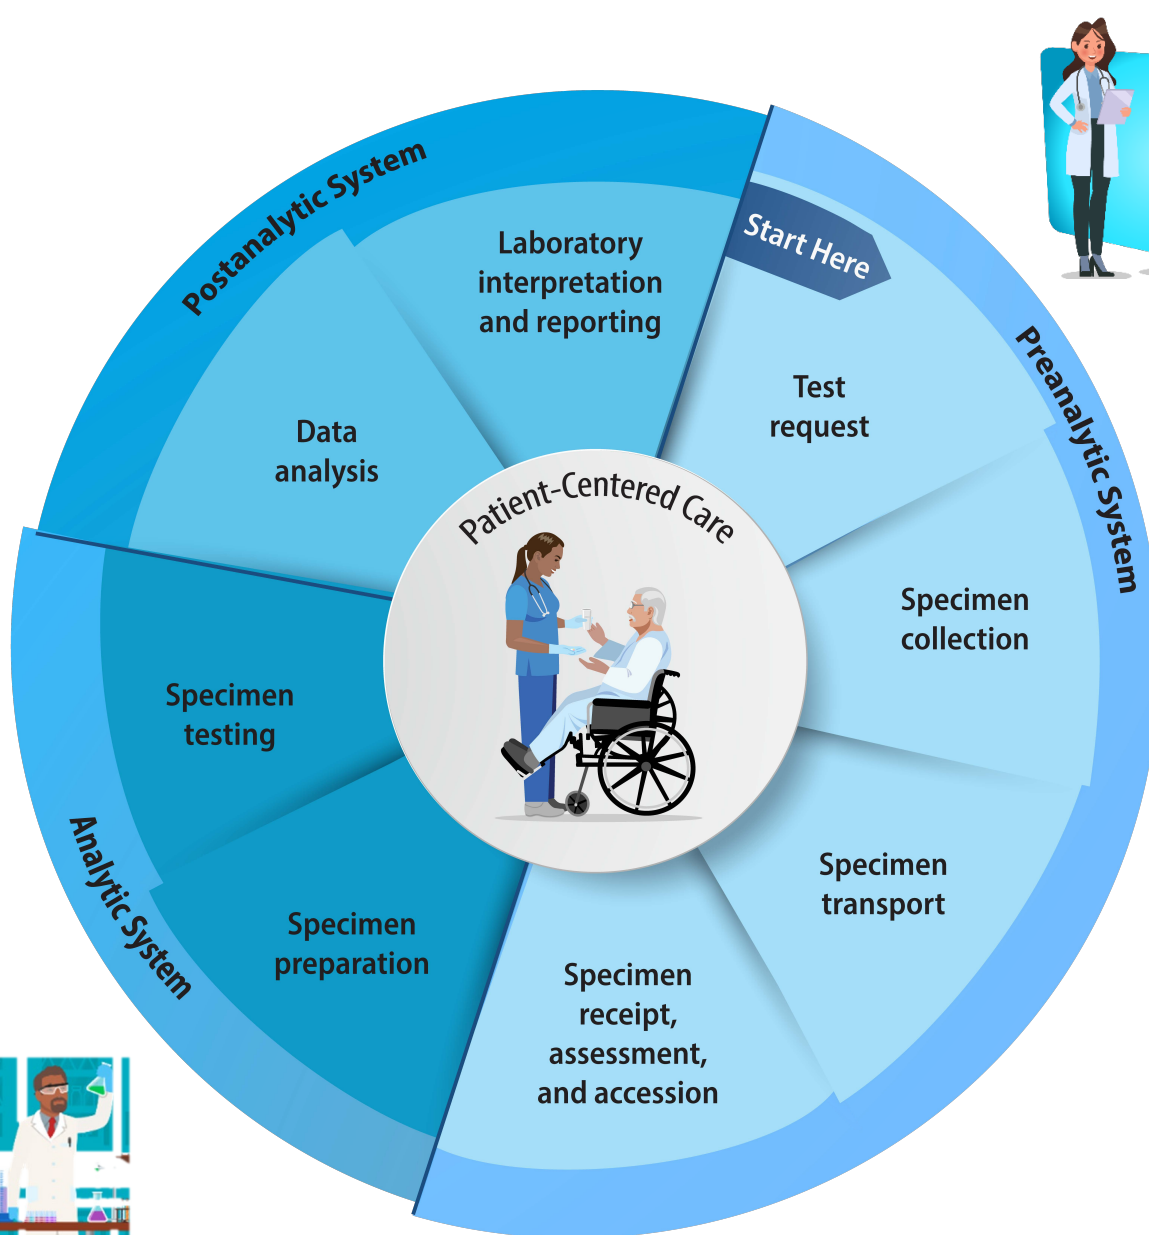 Start Here
Test
request
Preanalytic System
Specimen
collection
Specimen
transport
Specimen
receipt,
assessment,
and accession
Analytic System
Specimen
preparation
Specimen
testing
Postanalytic System
Data
analysis
Laboratory
interpretation
and reporting
Patient-Centered Care